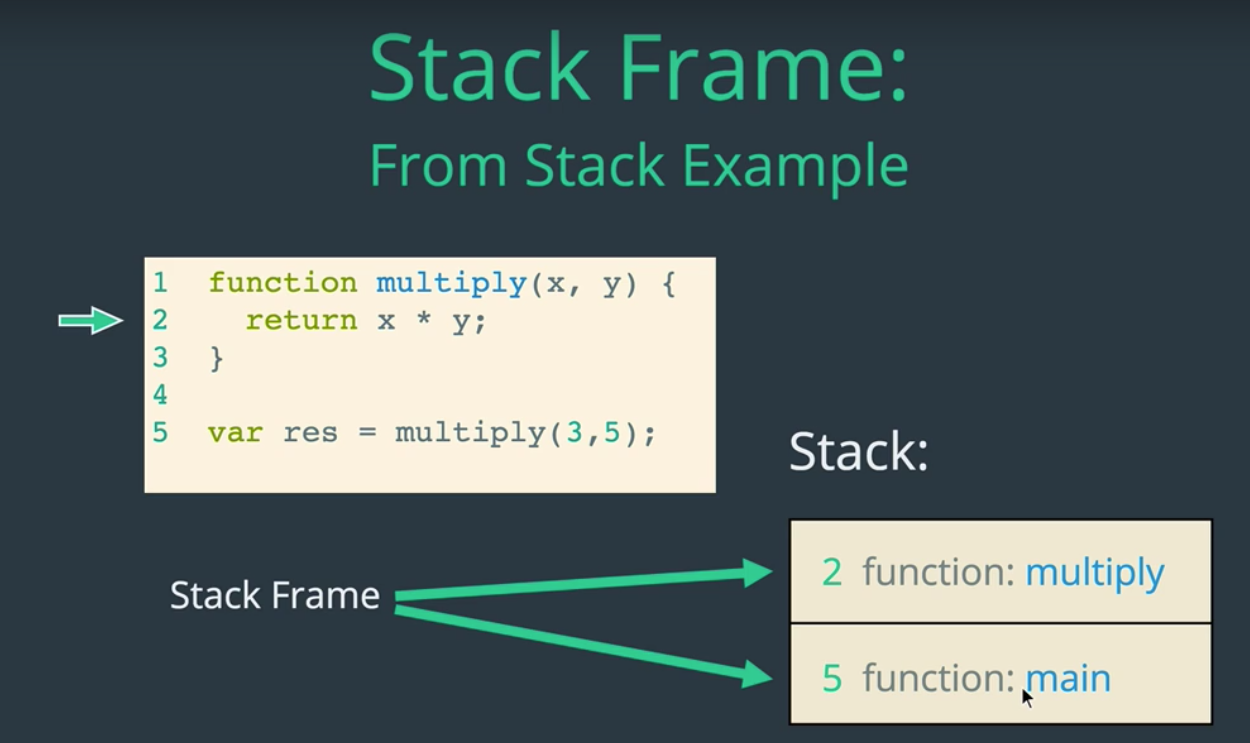 Stack Frame:
From Stack Example
1 function multiply(x, y) {
2   return x * y;
3 }
4
5 var res = multiply(3,5);
Stack:
Stack Frame
2 function: multiply
5 function: main